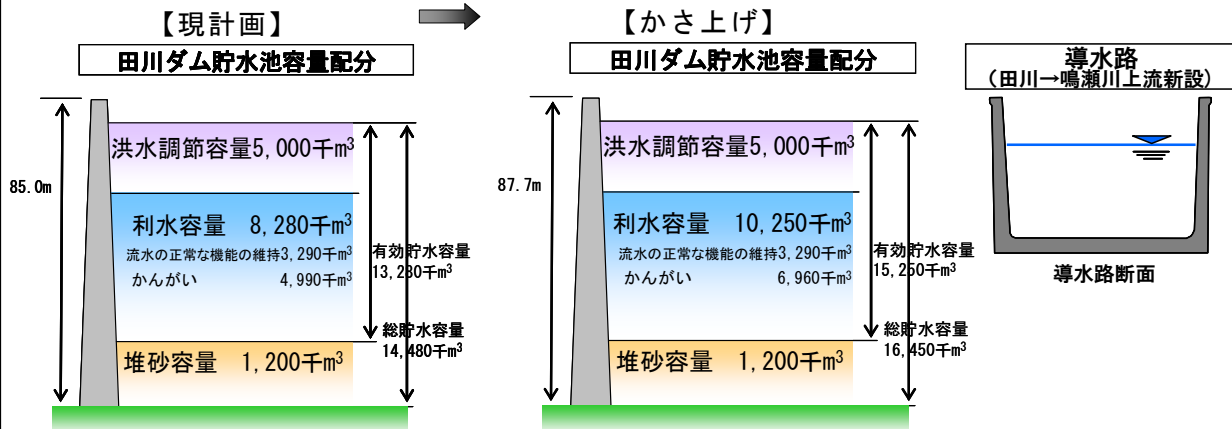 【現計画】
田川ダム貯水池容量配分
85.0m
洪水調節容量5,000千m³
利水容量 8,280千m³
流水の正常な機能の維持3,290千m³
かんがい 4,990千m³
有効貯水容量
13,280千m³
総貯水容量
14,480千m³
堆砂容量 1,200千m³
【かさ上げ】
田川ダム貯水池容量配分
87.7m
洪水調節容量5,000千m³
利水容量 10,250千m³
流水の正常な機能の維持3,290千m³
かんがい 6,960千m³
有効貯水容量
15,250千m³
総貯水容量
16,450千m³
堆砂容量 1,200千m³
導水路
(田川→鳴瀬川上流新設)
導水路断面